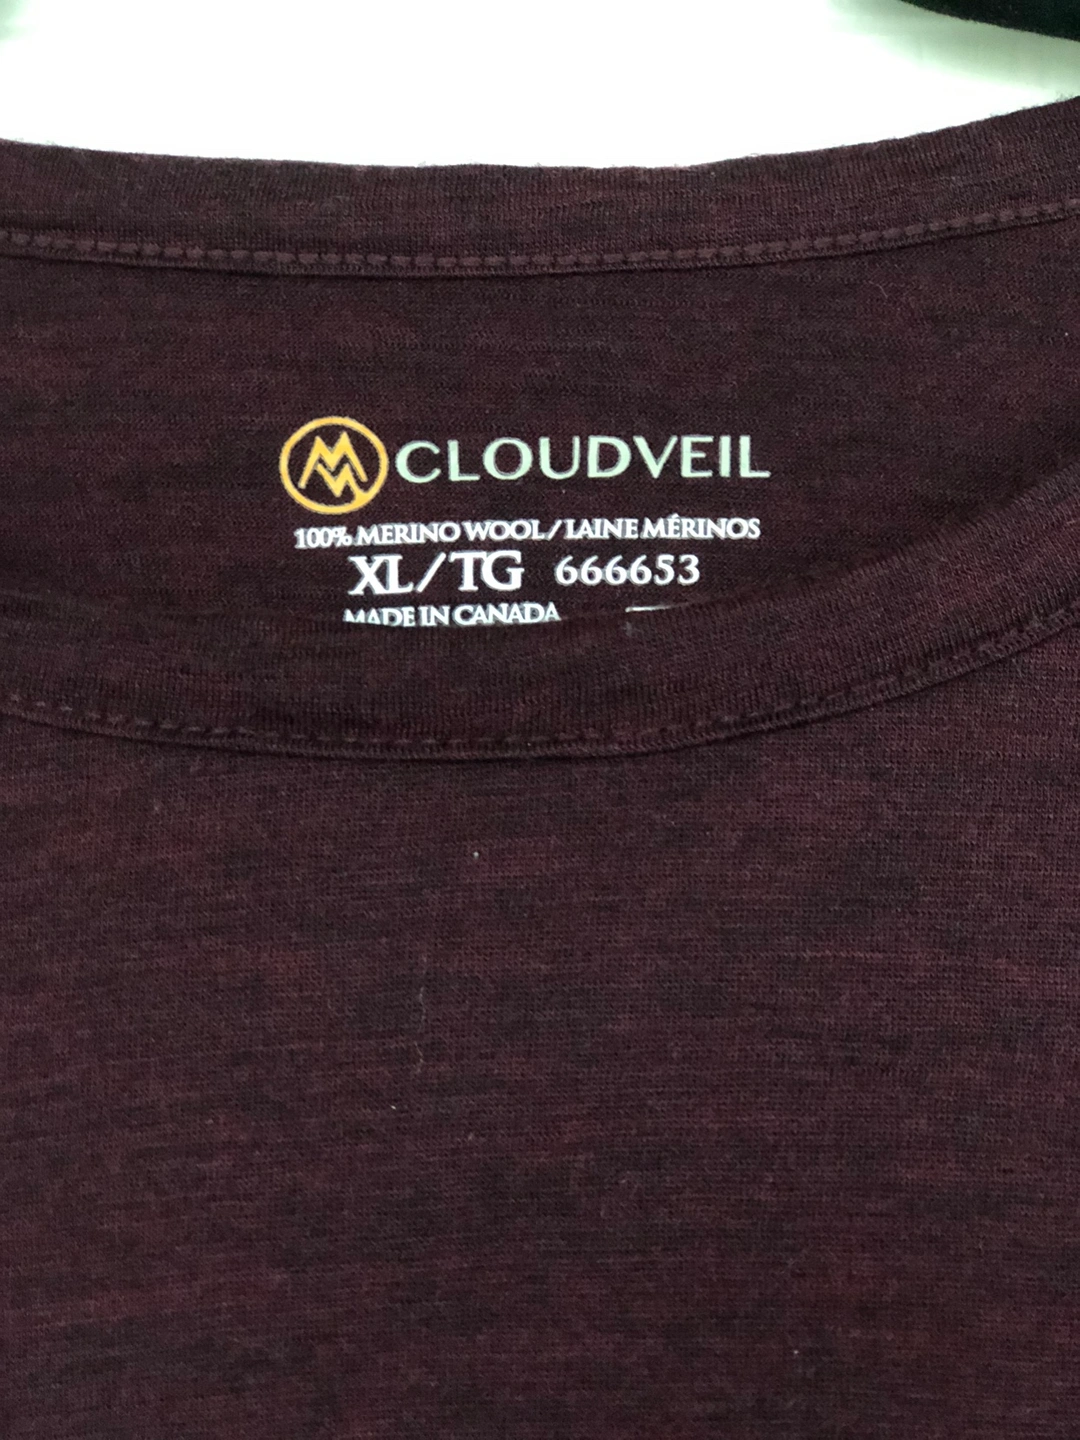 CLOUDVEIL
100% MERINO WOOL/LAINE MÉRINOS
XL/TG 666653
MADE IN CANADA